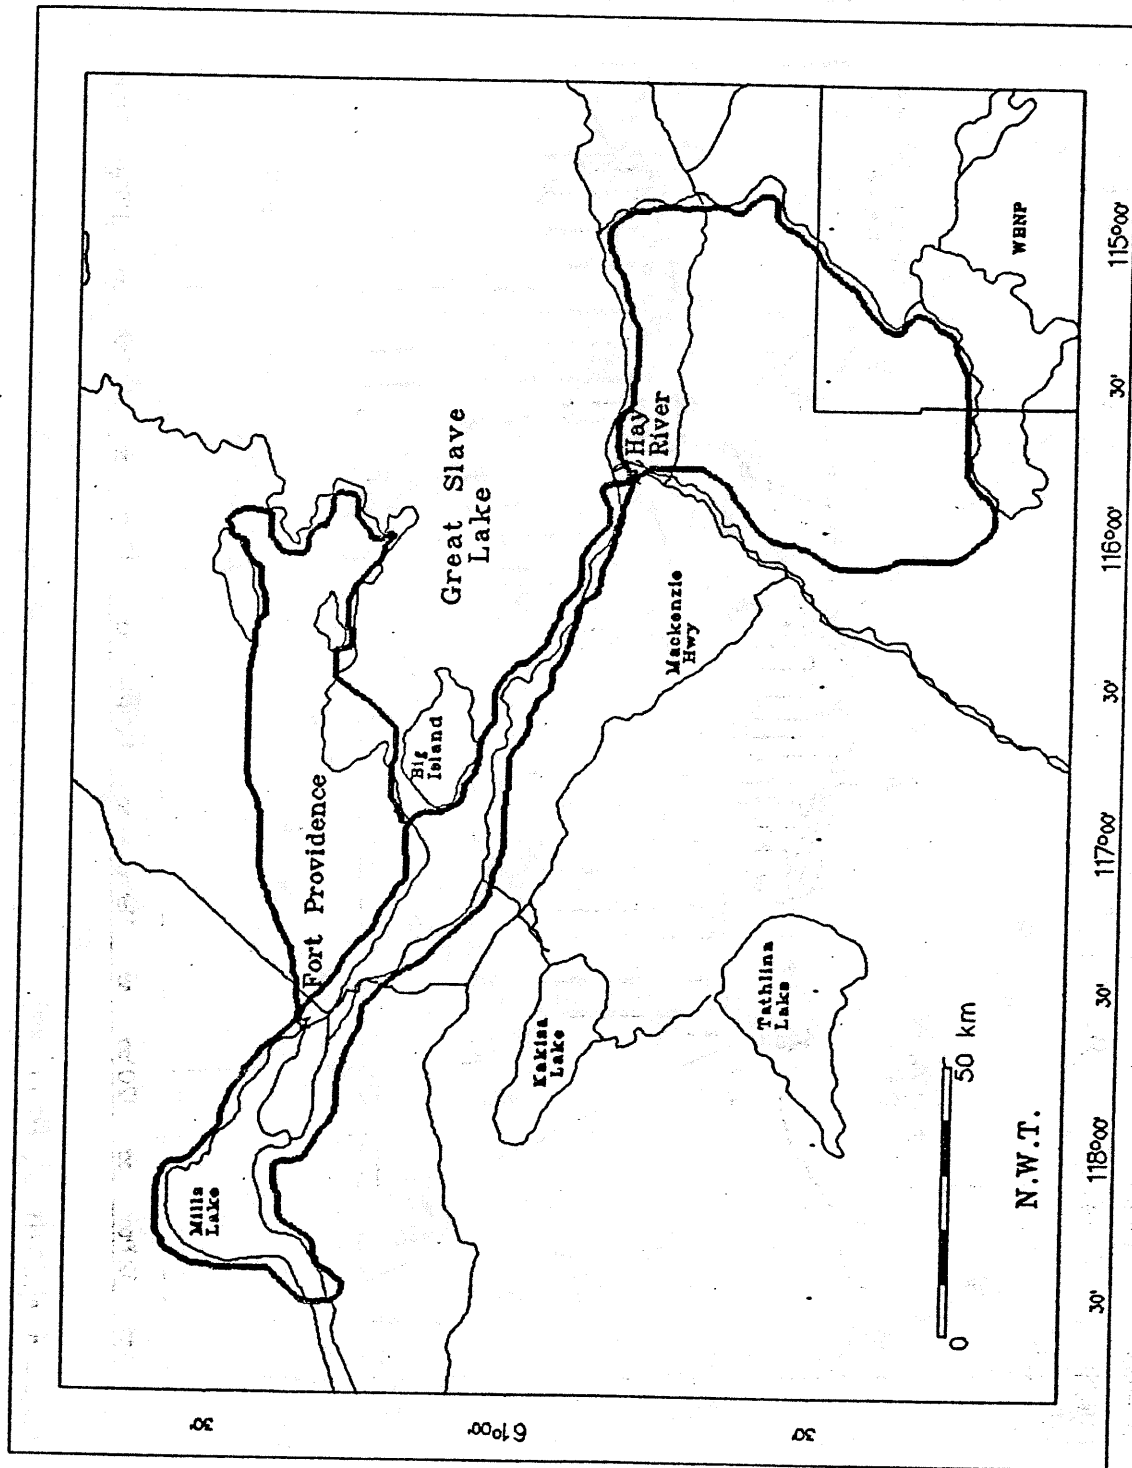 Great Slave
Lake
Fort Providence
Big
Island
Hay
River
WBNP
Mills
Lake
Mackenzie
Hwy
Kakisa
Lake
Tathlina
Lake
0
50 km
N.W.T.
30'
61°00'
30'
30'
118°00'
30'
117°00'
30'
116°00'
30'
115°00'